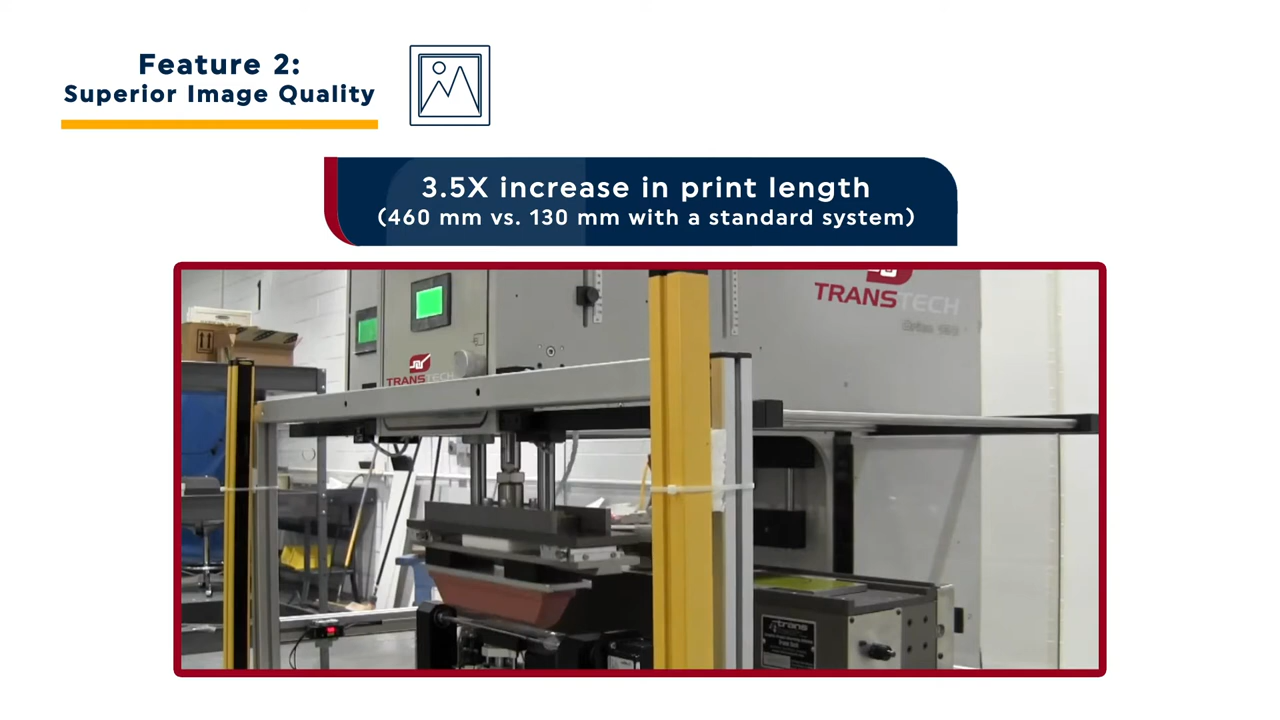 Feature 2:
Superior Image Quality
3.5X increase in print length
(460 mm vs. 130 mm with a standard system)
TRANSTECH
TRANSTECH
trans